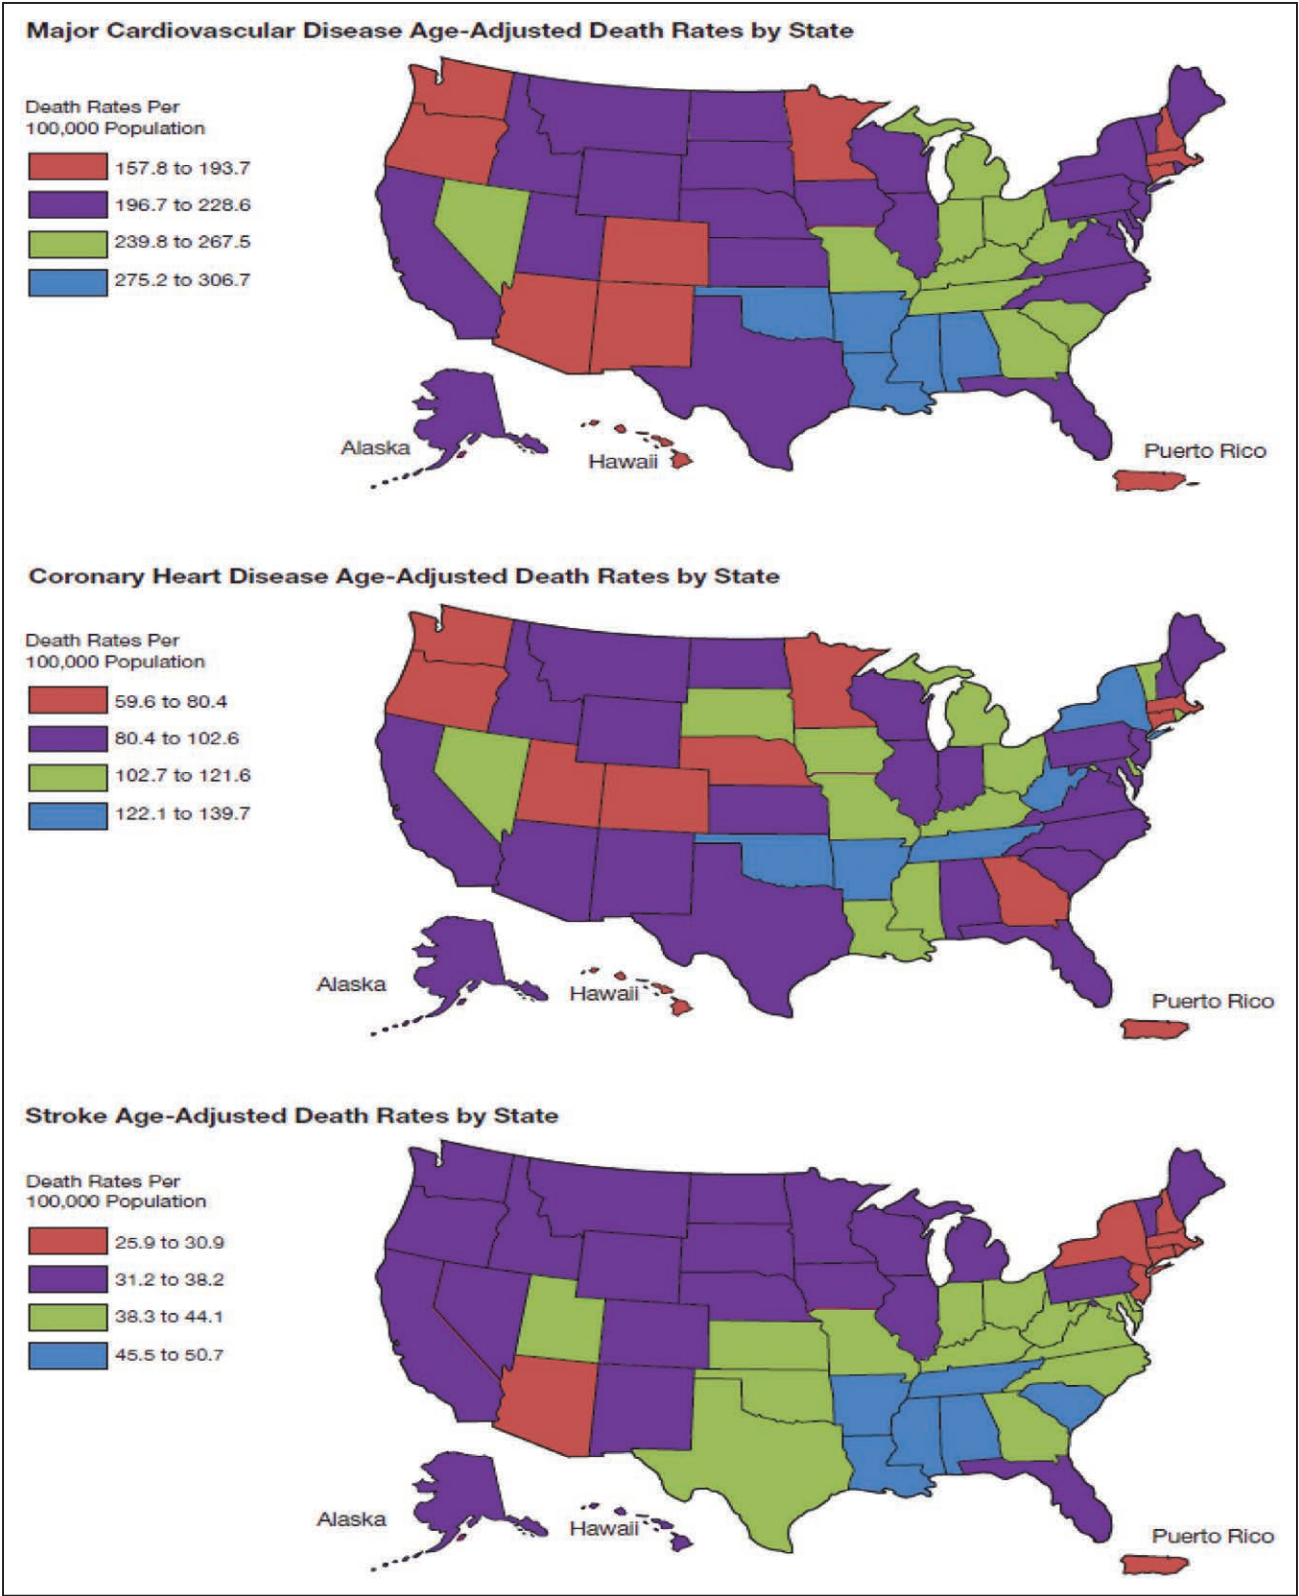 Major Cardiovascular Disease Age-Adjusted Death Rates by State
Death Rates Per
100,000 Population
157.8 to 193.7
196.7 to 228.6
239.8 to 267.5
275.2 to 306.7
Alaska
Hawaii
Puerto Rico
Coronary Heart Disease Age-Adjusted Death Rates by State
Death Rates Per
100,000 Population
59.6 to 80.4
80.4 to 102.6
102.7 to 121.6
122.1 to 139.7
Alaska
Hawaii
Puerto Rico
Stroke Age-Adjusted Death Rates by State
Death Rates Per
100,000 Population
25.9 to 30.9
31.2 to 38.2
38.3 to 44.1
45.5 to 50.7
Alaska
Hawaii
Puerto Rico